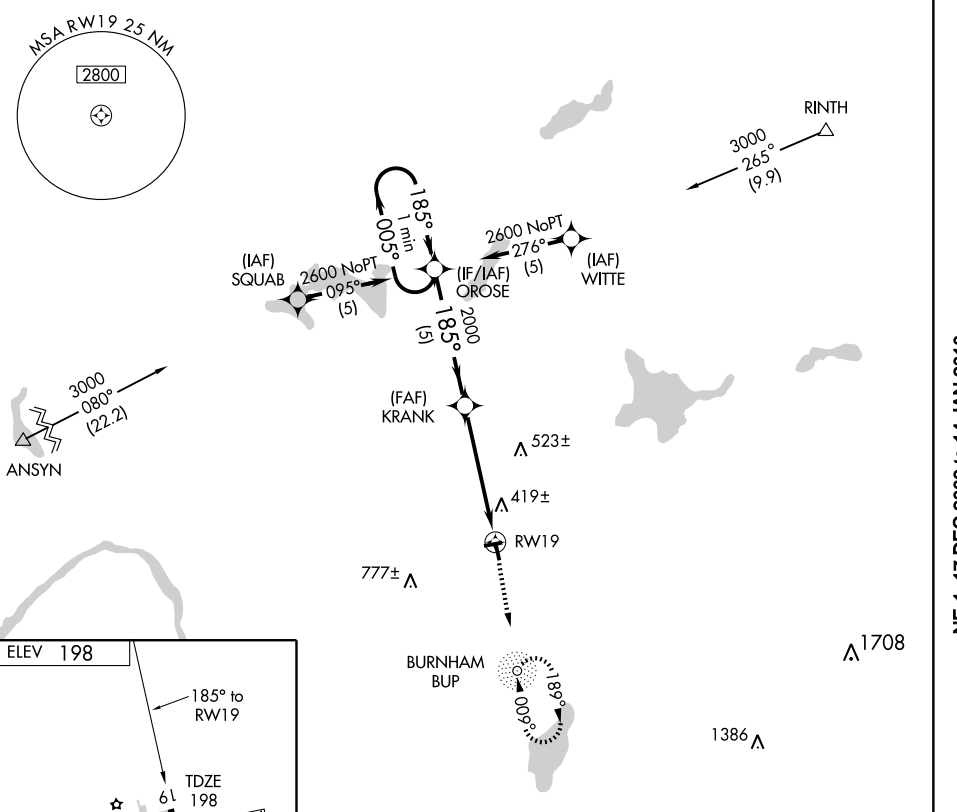 MSA RW19 25 NM
2800
RINTH
3000
265°
(9.9)
185°
1 min
005°
2600 NoPT
276°
(5)
(IAF)
WITTE
(IAF)
SQUAB
2600 NoPT
095°
(5)
(IF/IAF)
OROSE
2000
185°
(5)
3000
080°
(22.2)
ANSYN
(FAF)
KRANK
523±
419±
RW19
777±
BURNHAM
BUP
189°
009°
1708
1386
ELEV 198
185° to
RW19
TDZE
198
19